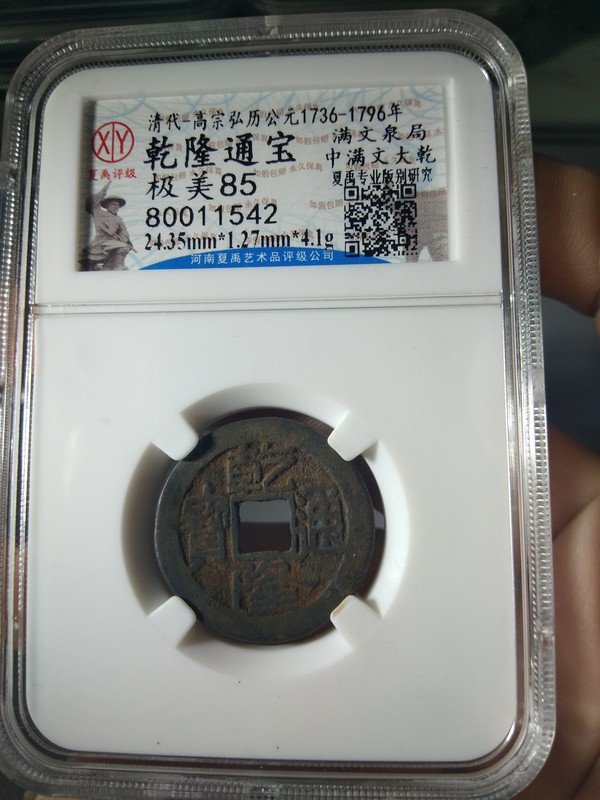 清代-高宗弘历公元1736-1796年
XY
夏禹评级
乾隆通宝
满文泉局
中满文大乾
极美85
夏禹专业版别研究
80011542
24.35mm*1.27mm*4.1g
河南夏禹艺术品评级公司
乾
隆
通
寶